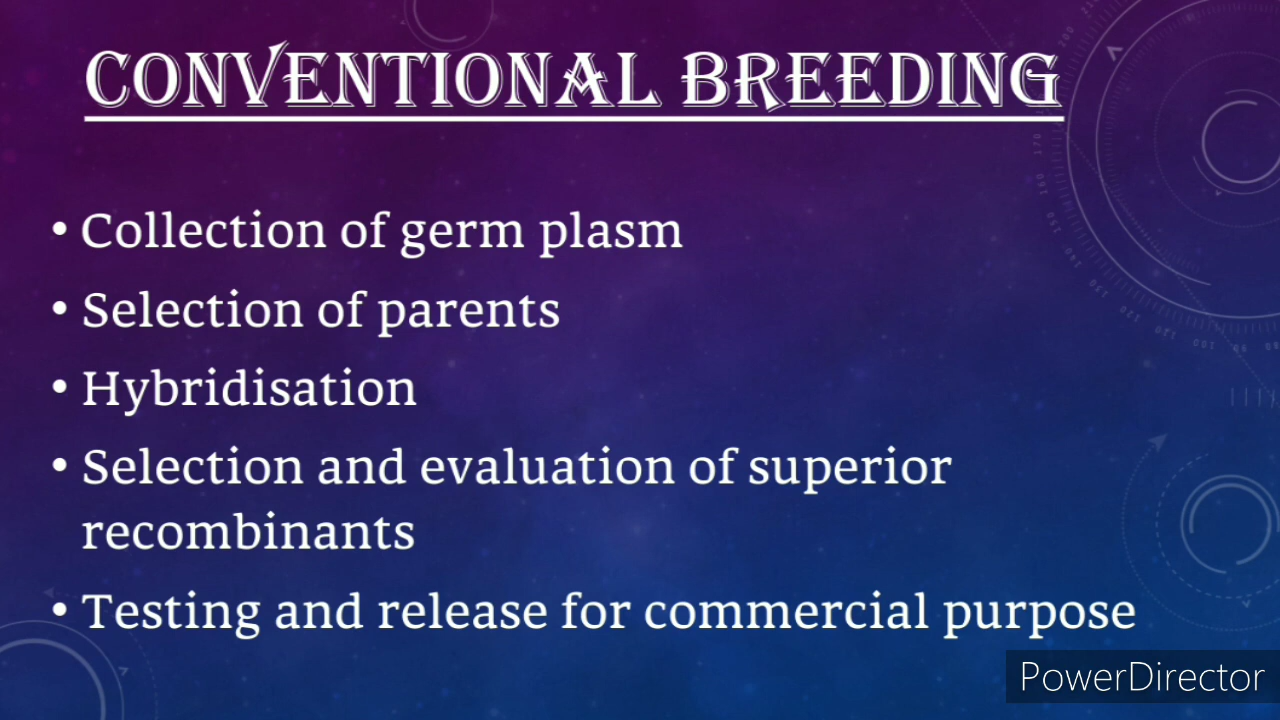 CONVENTIONAL BREEDING
• Collection of germ plasm
• Selection of parents
• Hybridisation
• Selection and evaluation of superior
recombinants
• Testing and release for commercial purpose
PowerDirector